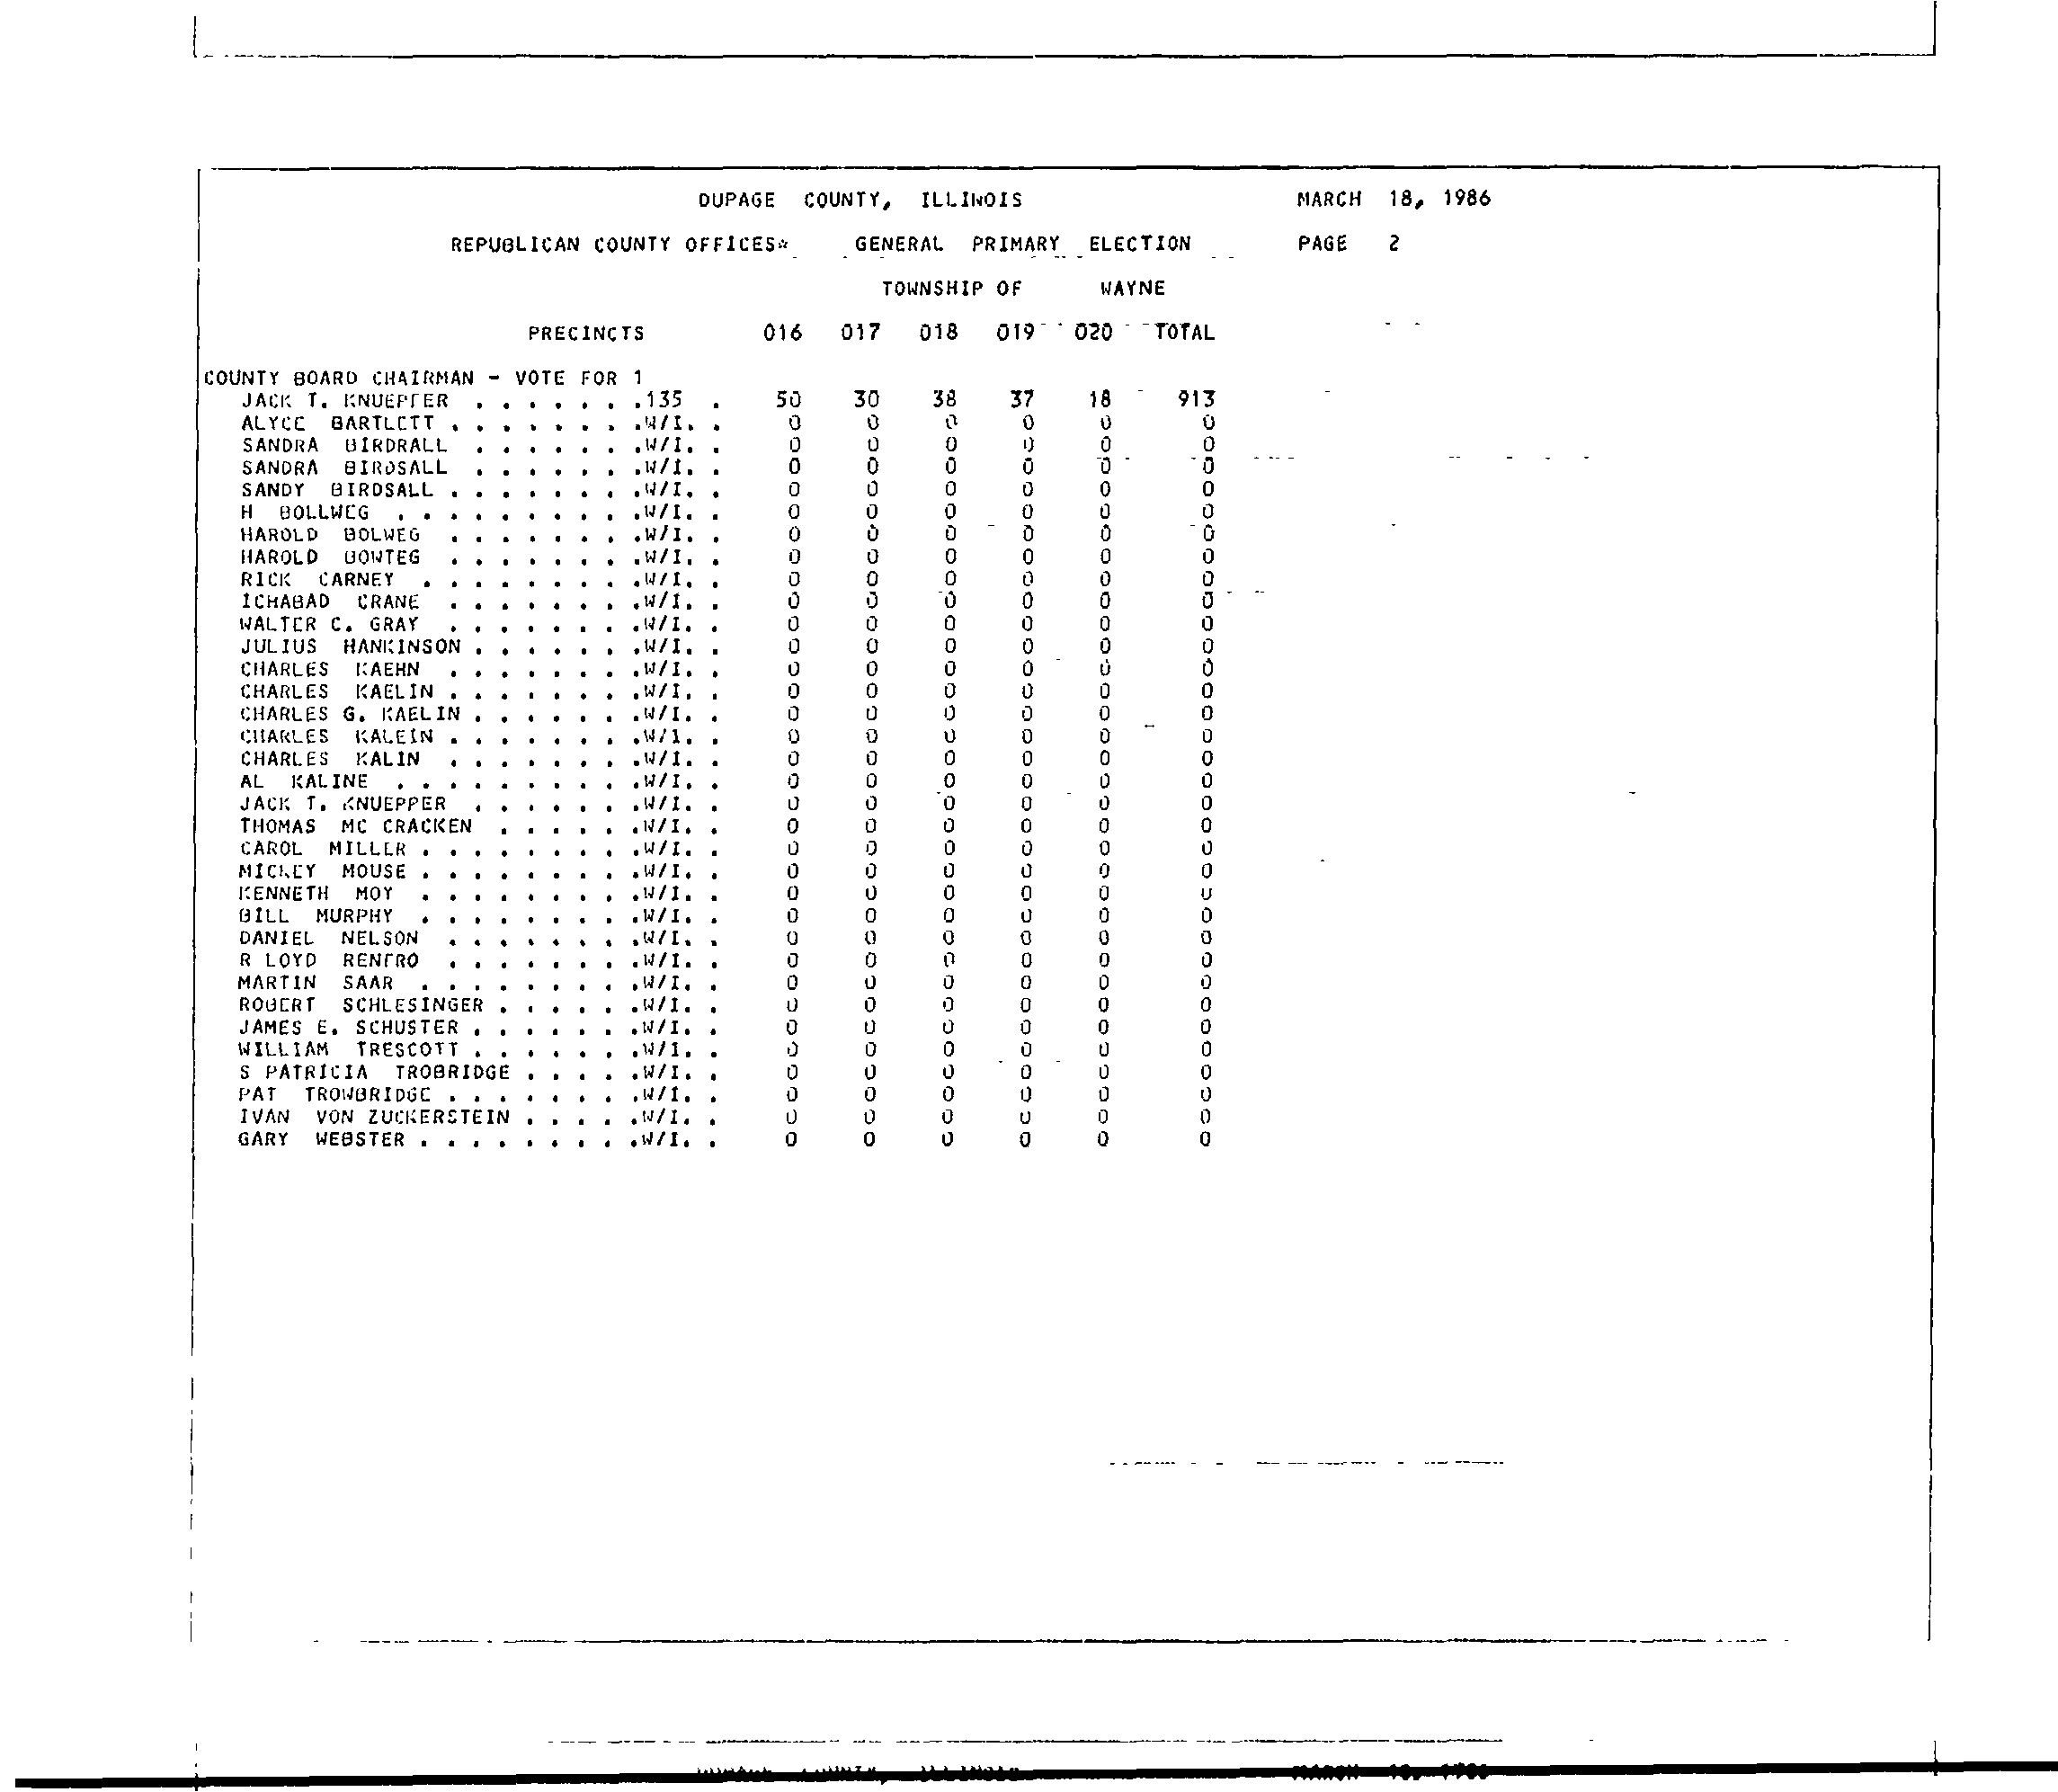 DUPAGE COUNTY, ILLINOIS MARCH 18, 1986
REPUBLICAN COUNTY OFFICES* GENERAL PRIMARY ELECTION PAGE 2
TOWNSHIP OF WAYNE
PRECINCTS 016 017 018 019 020 TOTAL
COUNTY BOARD CHAIRMAN - VOTE FOR 1
JACK T. KNUEPFER . . . . . . .135 . 50 30 38 37 18 913
ALYCE BARTLETT . . . . . . . .W/I. . 0 0 0 0 0 0
SANDRA BIRDRALL . . . . . . .W/I. . 0 0 0 0 0 0
SANDRA BIRDSALL . . . . . . .W/I. . 0 0 0 0 0 0
SANDY BIRDSALL . . . . . . . .W/I. . 0 0 0 0 0 0
H BOLLWEG . . . . . . . . . .W/I. . 0 0 0 0 0 0
HAROLD BOLWEG . . . . . . . .W/I. . 0 0 0 0 0 0
HAROLD BOWTEG . . . . . . . .W/I. . 0 0 0 0 0 0
RICK CARNEY . . . . . . . . .W/I. . 0 0 0 0 0 0
ICHABAD CRANE . . . . . . . .W/I. . 0 0 0 0 0 0
WALTER C. GRAY . . . . . . . .W/I. . 0 0 0 0 0 0
JULIUS HANKINSON . . . . . . .W/I. . 0 0 0 0 0 0
CHARLES KAEHN . . . . . . . .W/I. . 0 0 0 0 0 0
CHARLES KAELIN . . . . . . . .W/I. . 0 0 0 0 0 0
CHARLES G. KAELIN . . . . . . .W/I. . 0 0 0 0 0 0
CHARLES KALEIN . . . . . . . .W/I. . 0 0 0 0 0 0
CHARLES KALIN . . . . . . . .W/I. . 0 0 0 0 0 0
AL KALINE . . . . . . . . . .W/I. . 0 0 0 0 0 0
JACK T. KNUEPPER . . . . . . .W/I. . 0 0 0 0 0 0
THOMAS MC CRACKEN . . . . . .W/I. . 0 0 0 0 0 0
CAROL MILLER . . . . . . . . .W/I. . 0 0 0 0 0 0
MICKEY MOUSE . . . . . . . . .W/I. . 0 0 0 0 0 0
KENNETH MOY . . . . . . . . .W/I. . 0 0 0 0 0 0
BILL MURPHY . . . . . . . . .W/I. . 0 0 0 0 0 0
DANIEL NELSON . . . . . . . .W/I. . 0 0 0 0 0 0
R LOYD RENFRO . . . . . . . .W/I. . 0 0 0 0 0 0
MARTIN SAAR . . . . . . . . .W/I. . 0 0 0 0 0 0
ROBERT SCHLESINGER . . . . . .W/I. . 0 0 0 0 0 0
JAMES E. SCHUSTER . . . . . . .W/I. . 0 0 0 0 0 0
WILLIAM TRESCOTT . . . . . . .W/I. . 0 0 0 0 0 0
S PATRICIA TROBRIDGE . . . . .W/I. . 0 0 0 0 0 0
PAT TROWBRIDGE . . . . . . . .W/I. . 0 0 0 0 0 0
IVAN VON ZUCKERSTEIN . . . . .W/I. . 0 0 0 0 0 0
GARY WEBSTER . . . . . . . . .W/I. . 0 0 0 0 0 0